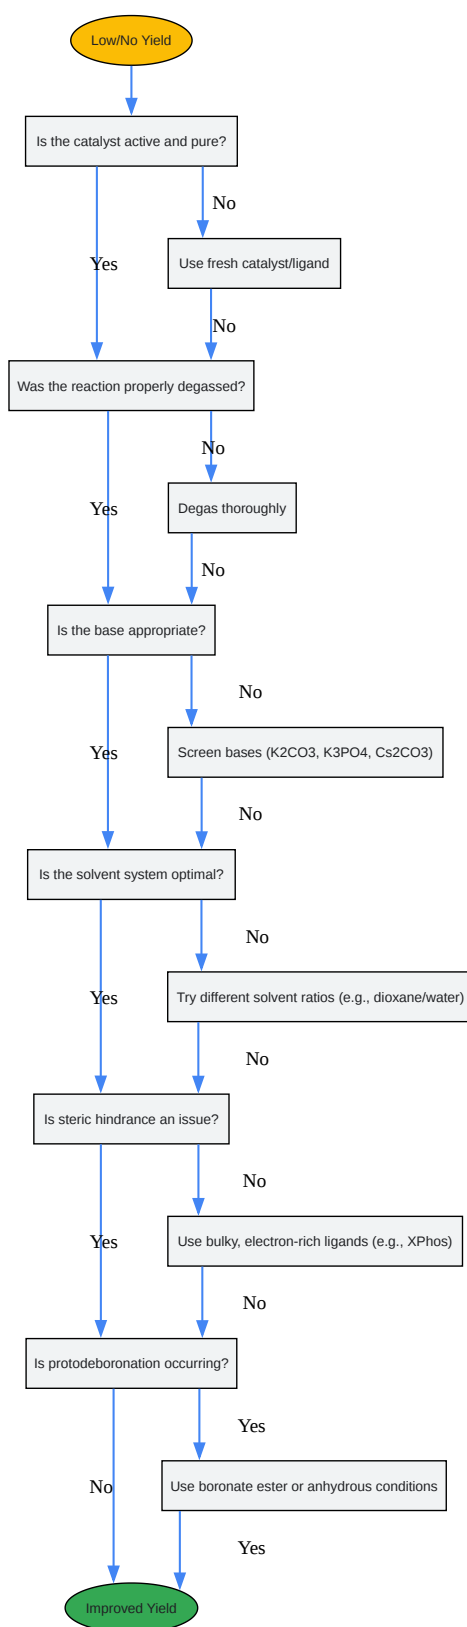 Low/No Yield
Is the catalyst active and pure?
No
Yes
Use fresh catalyst/ligand
No
Was the reaction properly degassed?
No
Yes
Degas thoroughly
No
Is the base appropriate?
No
Yes
Screen bases (K2CO3, K3PO4, Cs2CO3)
No
Is the solvent system optimal?
No
Yes
Try different solvent ratios (e.g., dioxane/water)
No
Is steric hindrance an issue?
No
Yes
Use bulky, electron-rich ligands (e.g., XPhos)
No
Is protodeboronation occurring?
Yes
No
Use boronate ester or anhydrous conditions
Yes
Improved Yield